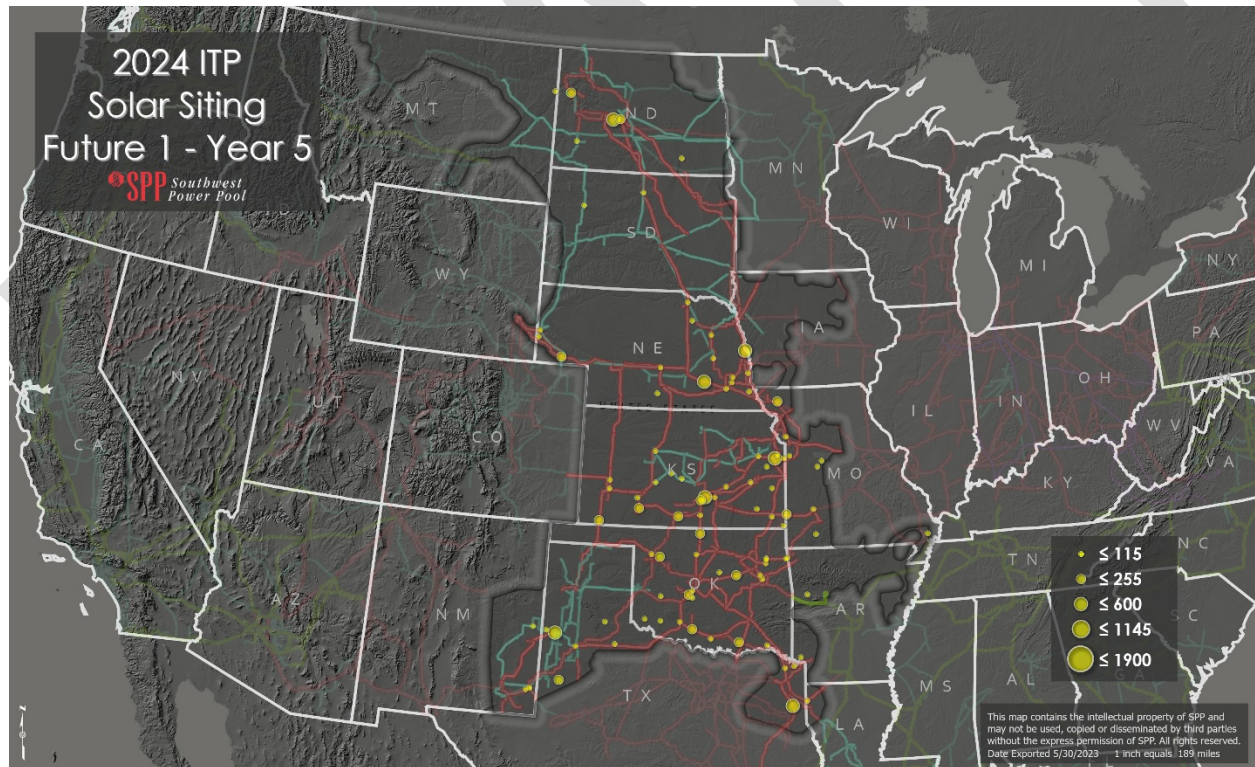 2024 ITP
Solar Siting
Future 1 - Year 5
SPP Southwest
Power Pool
MT
ND
MN
SD
WI
MI
NY
WY
IA
PA
NE
NV
UT
OH
IL
IN
WV
CA
CO
VA
KS
MO
KY
UNITED STATES
TN
NC
OK
AZ
NM
AR
SC
MS
AL
GA
TX
LA
≤ 115
≤ 255
≤ 600
≤ 1145
≤ 1900
This map contains the intellectual property of SPP and
may not be used, copied or disseminated by third parties
without the express permission of SPP. All rights reserved.
Date Exported 5/30/2023 1 inch equals 189 miles